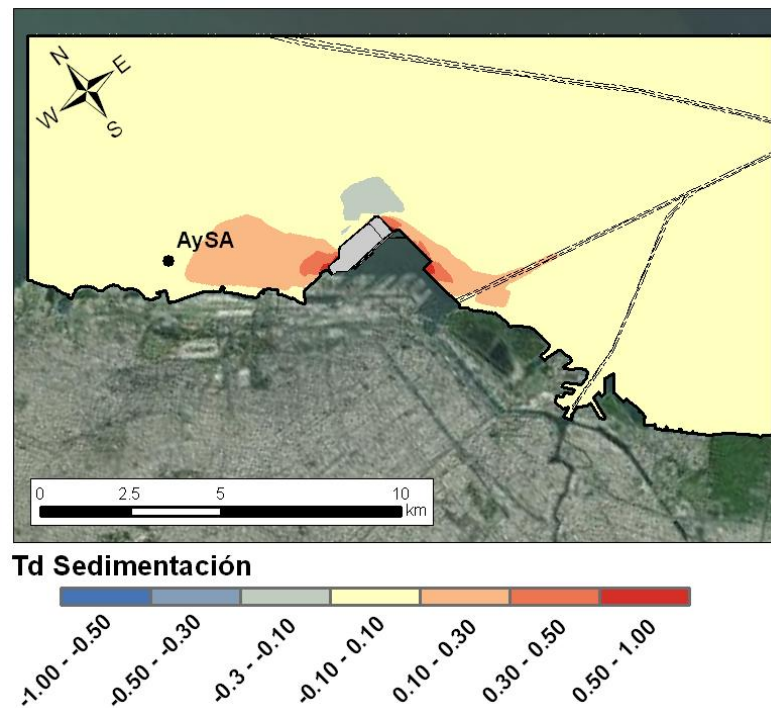 N
E
W
S
AySA
0 2.5 5 10
km
Td Sedimentación
-1.00 - -0.50
-0.50 - -0.30
-0.3 - -0.10
-0.10 - 0.10
0.10 - 0.30
0.30 - 0.50
0.50 - 1.00